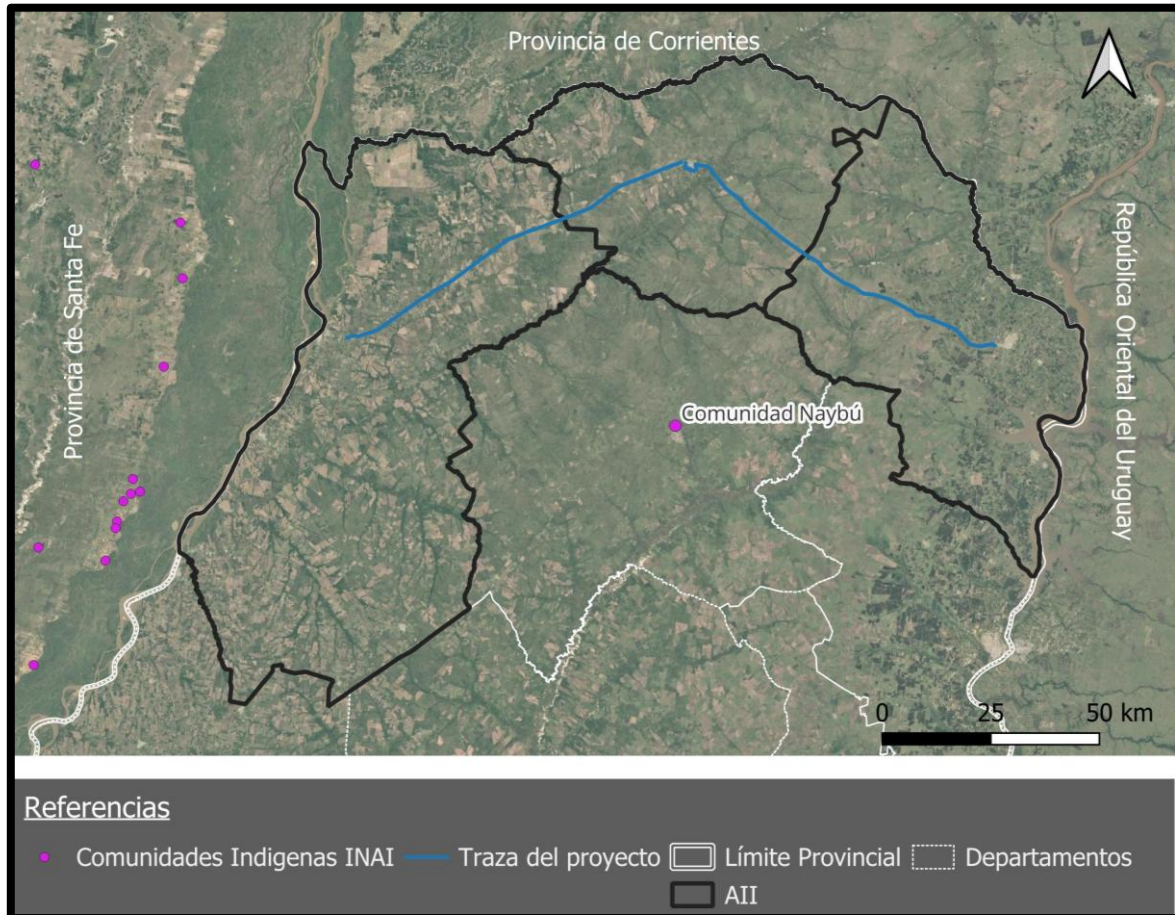 Provincia de Corrientes
Provincia de Santa Fe
República Oriental del Uruguay
Comunidad Naybú
0 25 50 km
Referencias
Comunidades Indigenas INAI Traza del proyecto Límite Provincial Departamentos
AII